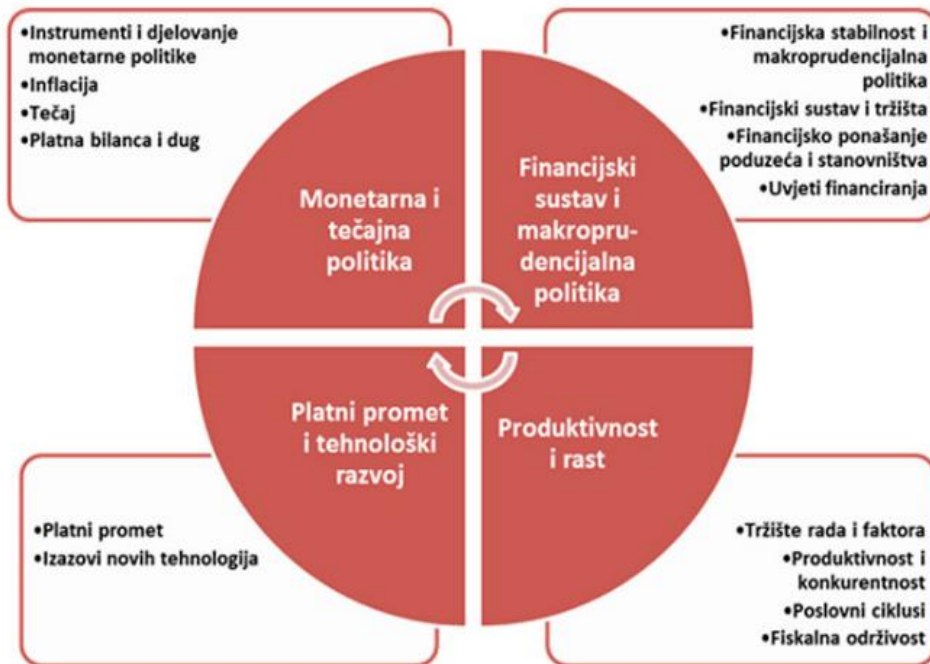 •Instrumenti i djelovanje
monetarne politike
•Inflacija
•Tečaj
•Platna bilanca i dug
•Financijska stabilnost i
makroprudencijalna
politika
•Financijski sustav i tržišta
•Financijsko ponašanje
poduzeća i stanovništva
•Uvjeti financiranja
Monetarna i
tečajna
politika
Financijski
sustav i
makropru-
dencijalna
politika
Platni promet
i tehnološki
razvoj
Produktivnost
i rast
•Platni promet
•Izazovi novih tehnologija
•Tržište rada i faktora
•Produktivnost i
konkurentnost
•Poslovni ciklusi
•Fiskalna održivost